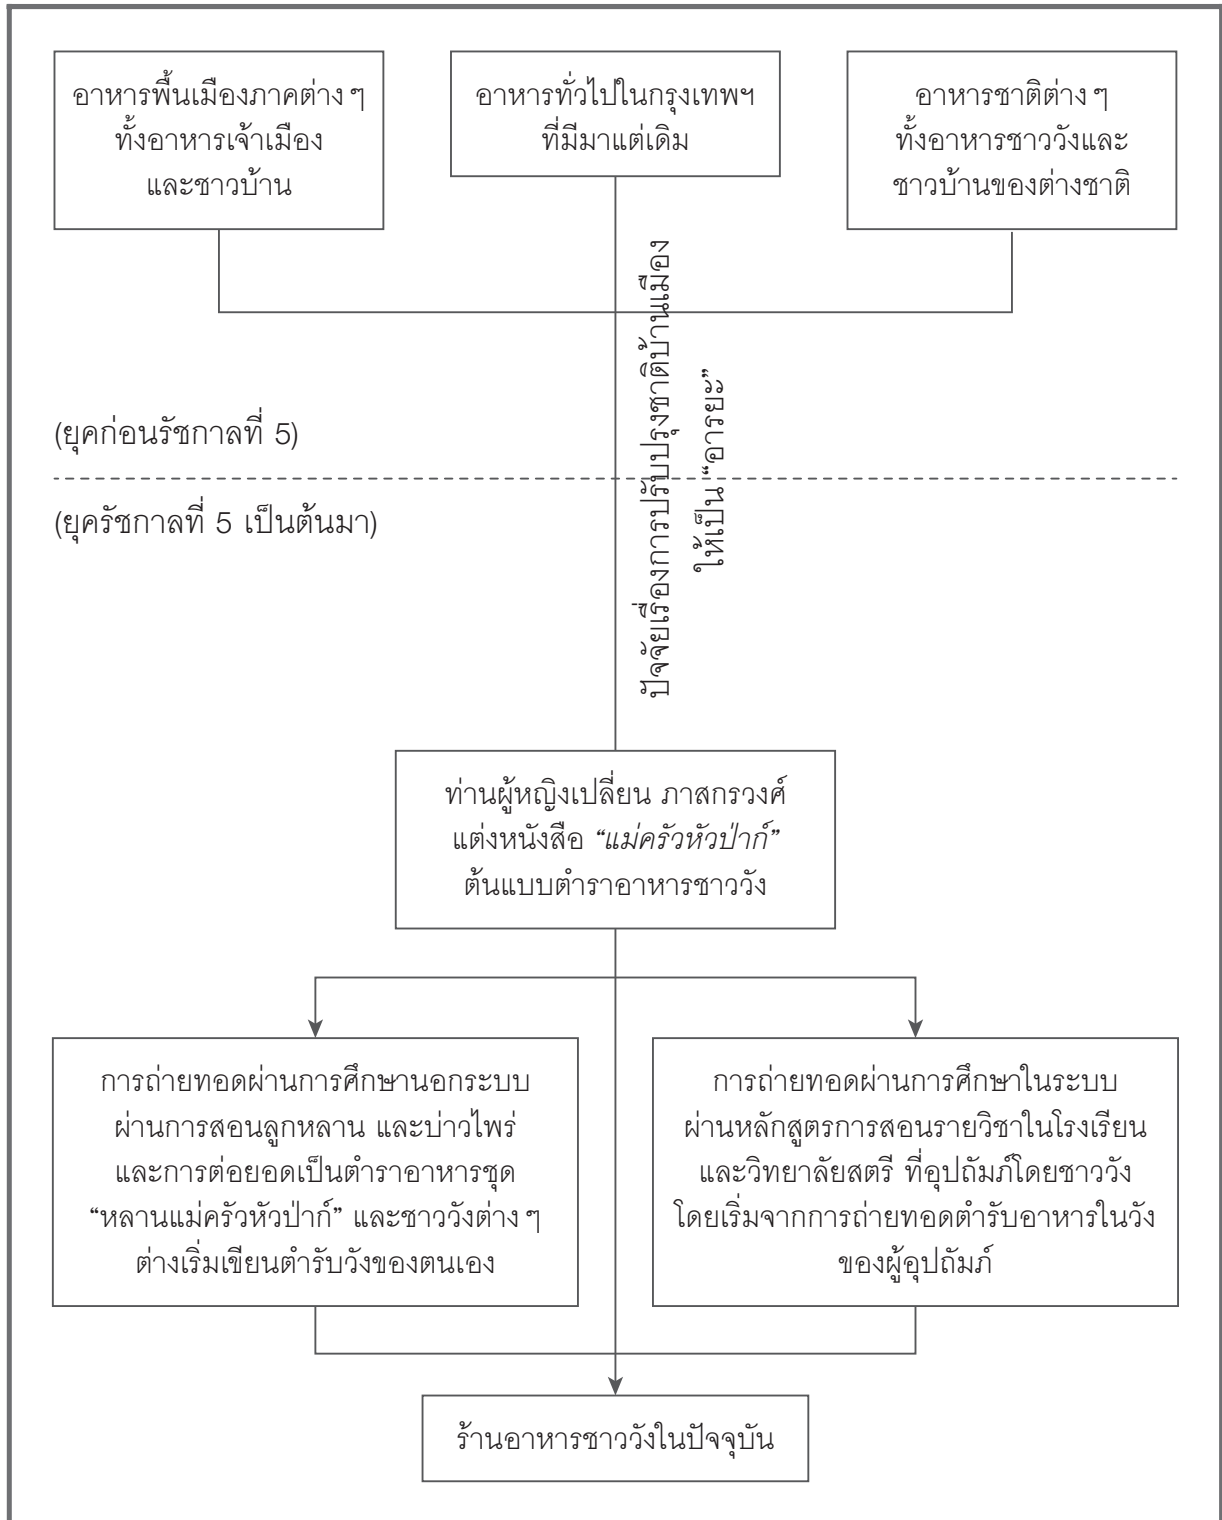 อาหารพื้นเมืองภาคต่าง ๆ
ทั้งอาหารเจ้าเมือง
และชาวบ้าน
อาหารทั่วไปในกรุงเทพฯ
ที่มีมาแต่เดิม
อาหารชาติต่าง ๆ
ทั้งอาหารชาววังและ
ชาวบ้านของต่างชาติ
ปัจจัยเรื่องการปรับปรุงชาติบ้านเมือง
ให้เป็น “อารยะ”
(ยุคก่อนรัชกาลที่ 5)
(ยุครัชกาลที่ 5 เป็นต้นมา)
ท่านผู้หญิงเปลี่ยน ภาสกรวงศ์
แต่งหนังสือ “แม่ครัวหัวป่าก์”
ต้นแบบตำราอาหารชาววัง
การถ่ายทอดผ่านการศึกษานอกระบบ
ผ่านการสอนลูกหลาน และบ่าวไพร่
และการต่อยอดเป็นตำราอาหารชุด
“หลานแม่ครัวหัวป่าก์” และชาววังต่าง ๆ
ต่างเริ่มเขียนตำรับวังของตนเอง
การถ่ายทอดผ่านการศึกษาในระบบ
ผ่านหลักสูตรการสอนรายวิชาในโรงเรียน
และวิทยาลัยสตรี ที่อุปถัมภ์โดยชาววัง
โดยเริ่มจากการถ่ายทอดตำรับอาหารในวัง
ของผู้อุปถัมภ์
ร้านอาหารชาววังในปัจจุบัน